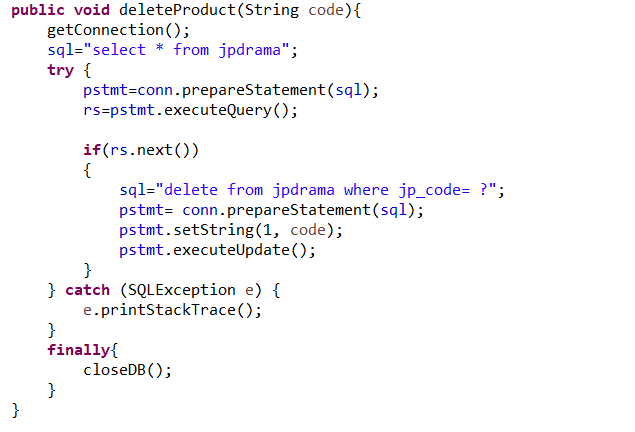 public void deleteProduct(String code){
    getConnection();
    sql="select * from jpdrama";
    try {
        pstmt=conn.prepareStatement(sql);
        rs=pstmt.executeQuery();

        if(rs.next())
        {
            sql="delete from jpdrama where jp_code= ?";
            pstmt= conn.prepareStatement(sql);
            pstmt.setString(1, code);
            pstmt.executeUpdate();
        }
    } catch (SQLException e) {
        e.printStackTrace();
    }
    finally{
        closeDB();
    }
}